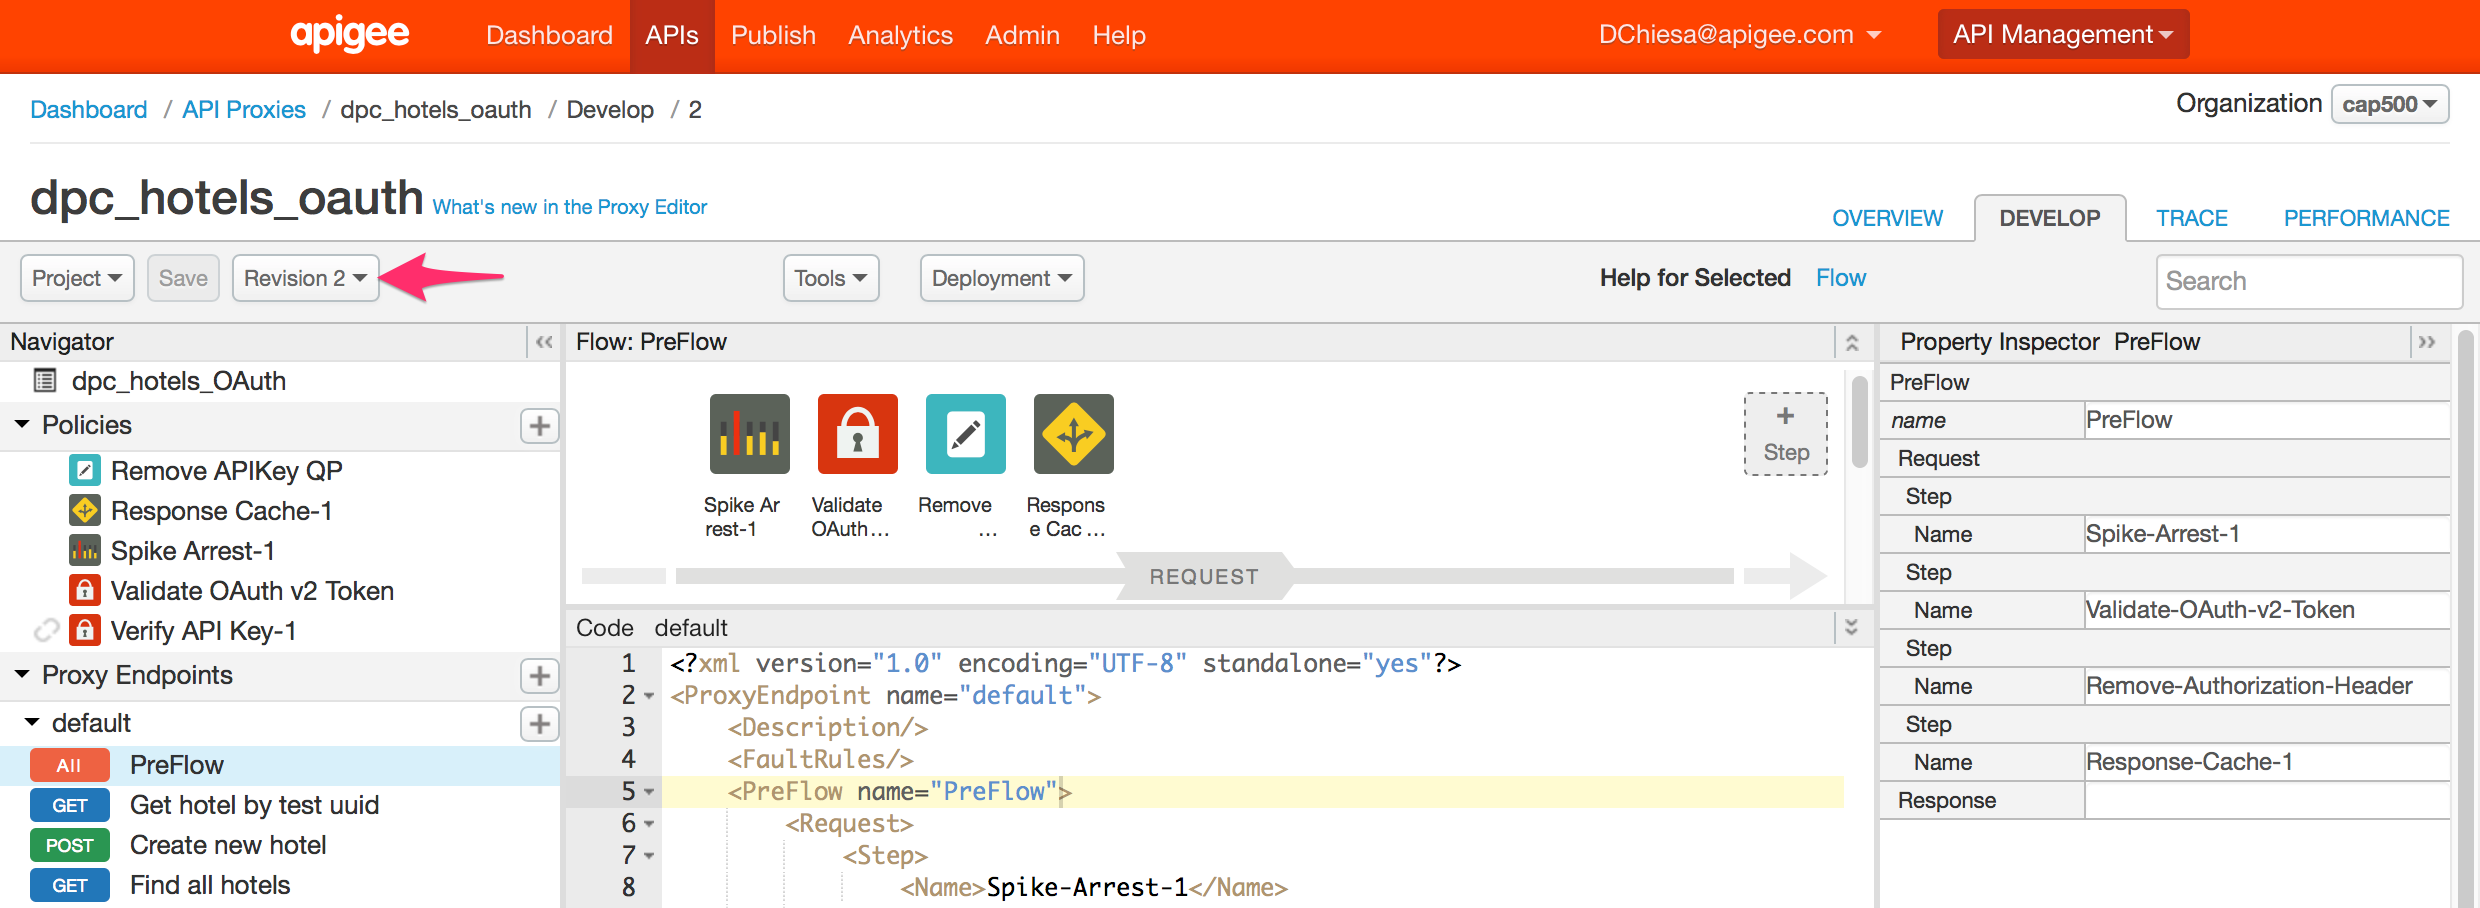 apigee Dashboard APIs Publish Analytics Admin Help DChiesa@apigee.com API Management
Dashboard / API Proxies / dpc_hotels_oauth / Develop / 2 Organization cap500
dpc_hotels_oauth What's new in the Proxy Editor OVERVIEW DEVELOP TRACE PERFORMANCE
Project Save Revision 2 Tools Deployment Help for Selected Flow Search
Navigator
dpc_hotels_OAuth
Policies
Remove APIKey QP
Response Cache-1
Spike Arrest-1
Validate OAuth v2 Token
Verify API Key-1
Proxy Endpoints
default
All PreFlow
GET Get hotel by test uuid
POST Create new hotel
GET Find all hotels
Flow: PreFlow
+ Step
Spike Ar
rest-1
Validate
OAuth...
Remove
...
Respons
e Cac ...
REQUEST
Code default
1 <?xml version="1.0" encoding="UTF-8" standalone="yes"?>
2 <ProxyEndpoint name="default">
3 <Description/>
4 <FaultRules/>
5 <PreFlow name="PreFlow">
6 <Request>
7 <Step>
8 <Name>Spike-Arrest-1</Name>
Property Inspector PreFlow
PreFlow
name PreFlow
Request
Step
Name Spike-Arrest-1
Step
Name Validate-OAuth-v2-Token
Step
Name Remove-Authorization-Header
Step
Name Response-Cache-1
Response